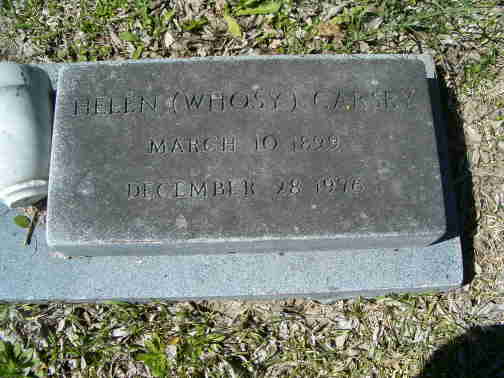 HELEN (WHOSY) CARSEY
MARCH 10 1899
DECEMBER 28 1976